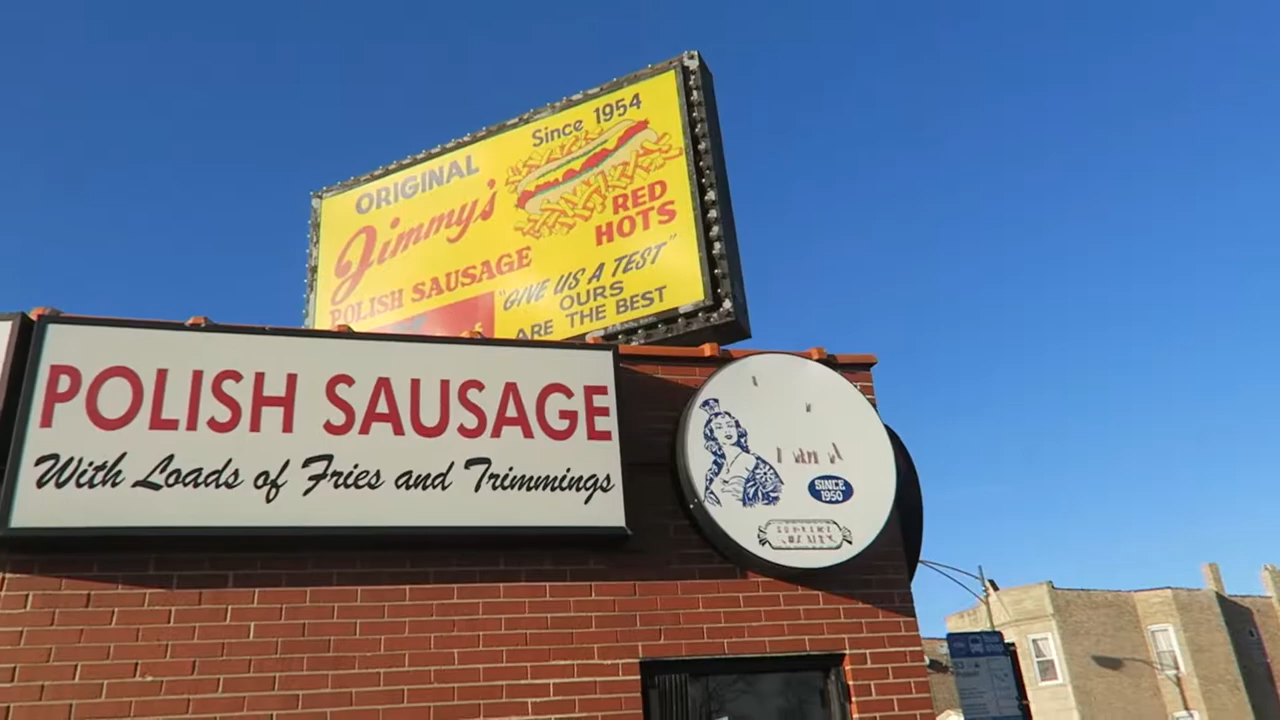 Since 1954
ORIGINAL
Jimmy's
RED
HOTS
POLISH SAUSAGE
"GIVE US A TEST"
OURS
ARE THE BEST
POLISH SAUSAGE
With Loads of Fries and Trimmings
SINCE
1950